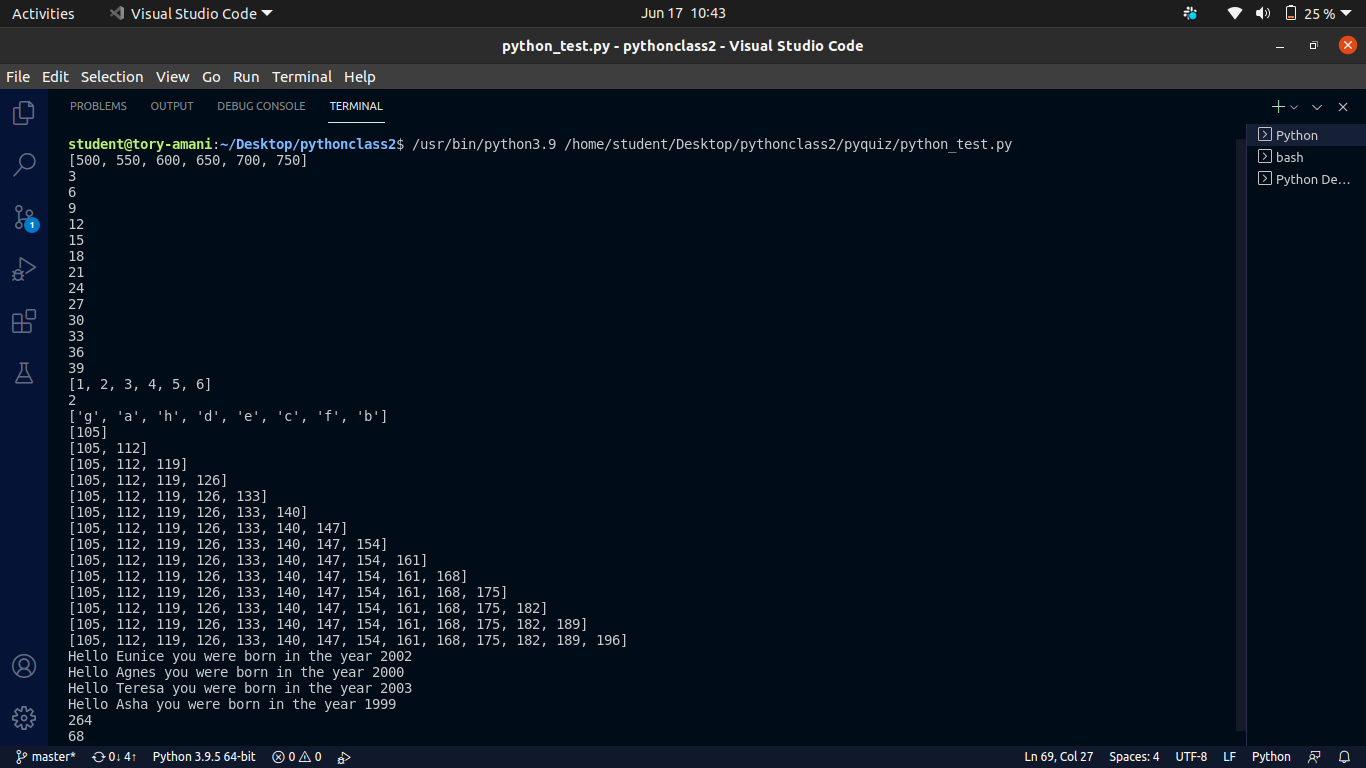 Activities Visual Studio Code Jun 17 10:43 25 %
python_test.py - pythonclass2 - Visual Studio Code
File Edit Selection View Go Run Terminal Help
PROBLEMS OUTPUT DEBUG CONSOLE TERMINAL
student@tory-amani:~/Desktop/pythonclass2$ /usr/bin/python3.9 /home/student/Desktop/pythonclass2/pyquiz/python_test.py
[500, 550, 600, 650, 700, 750]
3
6
9
12
15
18
21
24
27
30
33
36
39
[1, 2, 3, 4, 5, 6]
2
['g', 'a', 'h', 'd', 'e', 'c', 'f', 'b']
[105]
[105, 112]
[105, 112, 119]
[105, 112, 119, 126]
[105, 112, 119, 126, 133]
[105, 112, 119, 126, 133, 140]
[105, 112, 119, 126, 133, 140, 147]
[105, 112, 119, 126, 133, 140, 147, 154]
[105, 112, 119, 126, 133, 140, 147, 154, 161]
[105, 112, 119, 126, 133, 140, 147, 154, 161, 168]
[105, 112, 119, 126, 133, 140, 147, 154, 161, 168, 175]
[105, 112, 119, 126, 133, 140, 147, 154, 161, 168, 175, 182]
[105, 112, 119, 126, 133, 140, 147, 154, 161, 168, 175, 182, 189]
[105, 112, 119, 126, 133, 140, 147, 154, 161, 168, 175, 182, 189, 196]
Hello Eunice you were born in the year 2002
Hello Agnes you were born in the year 2000
Hello Teresa you were born in the year 2003
Hello Asha you were born in the year 1999
264
68
Python
bash
Python De...
1
master* 0↓ 4↑ Python 3.9.5 64-bit 0 0 Ln 69, Col 27 Spaces: 4 UTF-8 LF Python